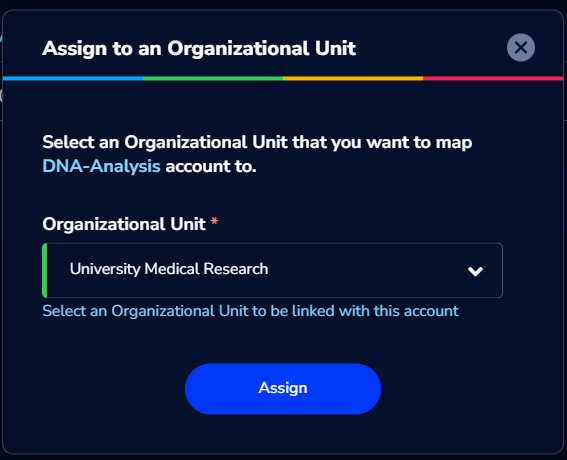 Assign to an Organizational Unit
Select an Organizational Unit that you want to map
DNA-Analysis account to.
Organizational Unit *
University Medical Research
Select an Organizational Unit to be linked with this account
Assign